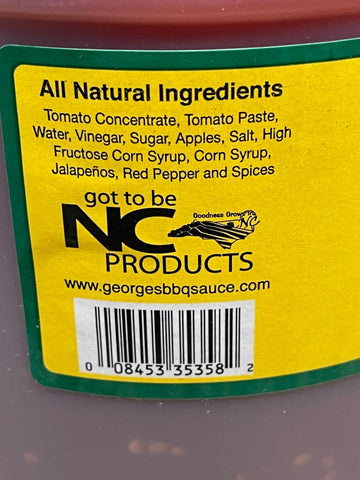 All Natural Ingredients
Tomato Concentrate, Tomato Paste,
Water, Vinegar, Sugar, Apples, Salt, High
Fructose Corn Syrup, Corn Syrup,
Jalapeños, Red Pepper and Spices
got to be
NC
Goodness Grows in
NC
PRODUCTS
www.georgesbbqsauce.com
0 08453 35358 2